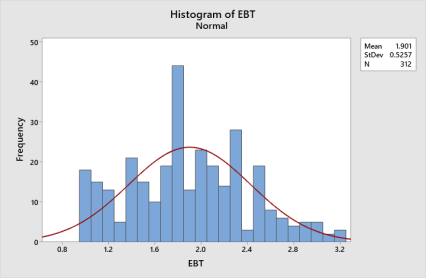 Histogram of EBT
Normal
Mean 1.901
StDev 0.5257
N 312
Frequency
50
40
30
20
10
0
0.8 1.2 1.6 2.0 2.4 2.8 3.2
EBT